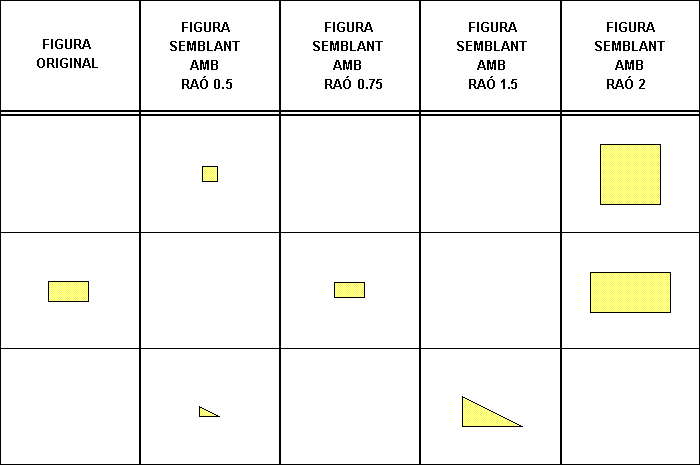 FIGURA
ORIGINAL
FIGURA
SEMBLANT
AMB
RAÓ 0.5
FIGURA
SEMBLANT
AMB
RAÓ 0.75
FIGURA
SEMBLANT
AMB
RAÓ 1.5
FIGURA
SEMBLANT
AMB
RAÓ 2